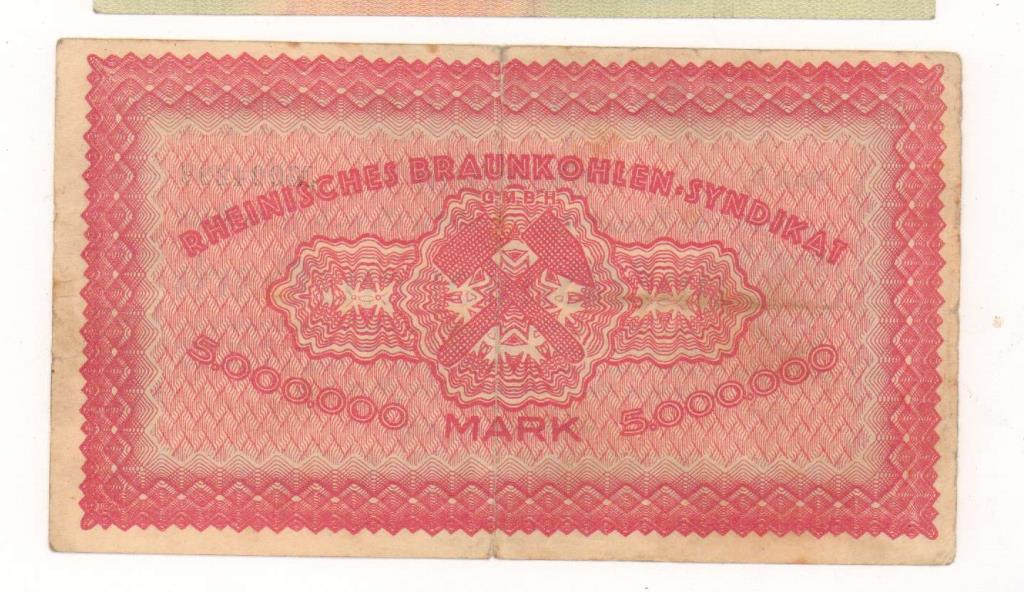 RHEINISCHES BRAUNKOHLEN-SYNDIKAT
G.M.B.H.
5.000.000 MARK 5.000.000